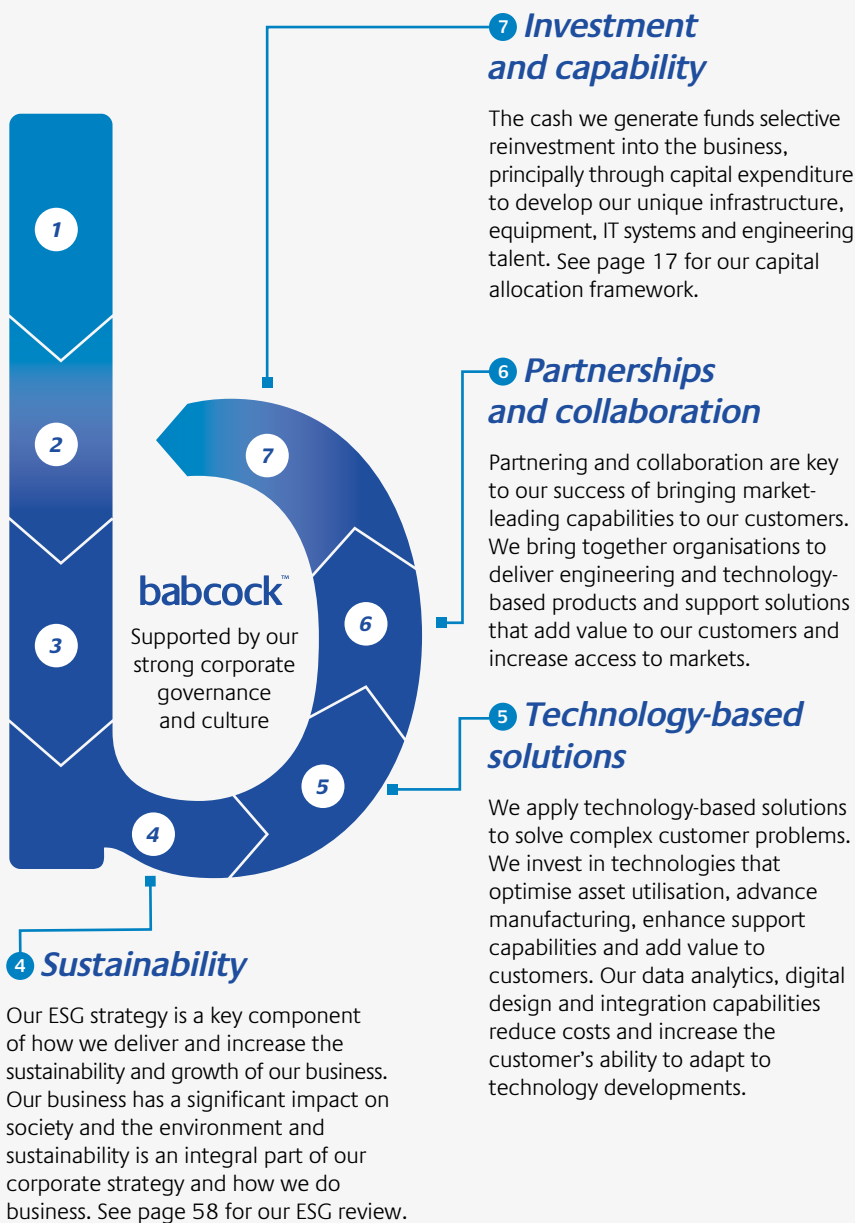 7 Investment
and capability
The cash we generate funds selective
reinvestment into the business,
principally through capital expenditure
to develop our unique infrastructure,
equipment, IT systems and engineering
talent. See page 17 for our capital
allocation framework.
6 Partnerships
and collaboration
Partnering and collaboration are key
to our success of bringing market-
leading capabilities to our customers.
We bring together organisations to
deliver engineering and technology-
based products and support solutions
that add value to our customers and
increase access to markets.
5 Technology-based
solutions
We apply technology-based solutions
to solve complex customer problems.
We invest in technologies that
optimise asset utilisation, advance
manufacturing, enhance support
capabilities and add value to
customers. Our data analytics, digital
design and integration capabilities
reduce costs and increase the
customer's ability to adapt to
technology developments.
1
2
3
4
5
6
7
babcock™
Supported by our
strong corporate
governance
and culture
4 Sustainability
Our ESG strategy is a key component
of how we deliver and increase the
sustainability and growth of our business.
Our business has a significant impact on
society and the environment and
sustainability is an integral part of our
corporate strategy and how we do
business. See page 58 for our ESG review.